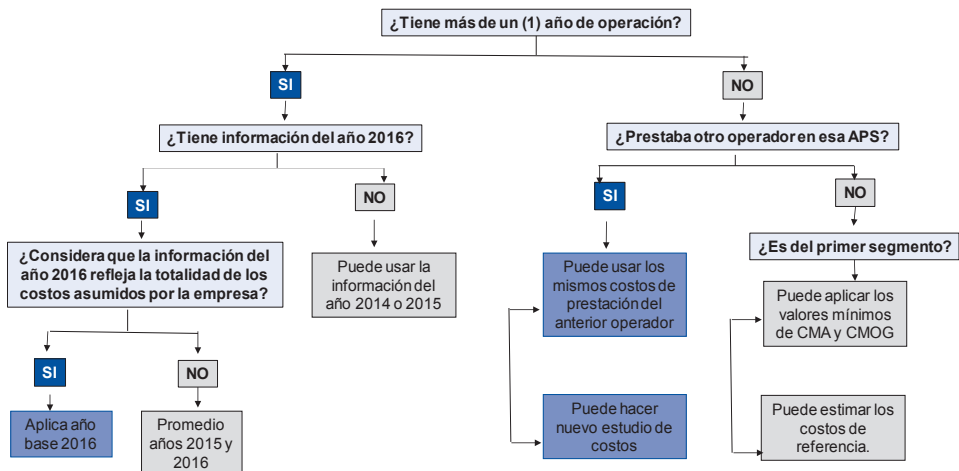 ¿Tiene más de un (1) año de operación?
SI
NO
¿Tiene información del año 2016?
¿Prestaba otro operador en esa APS?
SI
NO
SI
NO
¿Considera que la información del
año 2016 refleja la totalidad de los
costos asumidos por la empresa?
Puede usar la
información del
año 2014 o 2015
Puede usar los
mismos costos de
prestación del
anterior operador
¿Es del primer segmento?
Puede aplicar los
valores mínimos
de CMA y CMOG
SI
NO
Aplica año
base 2016
Promedio
años 2015 y
2016
Puede hacer
nuevo estudio de
costos
Puede estimar los
costos de
referencia.